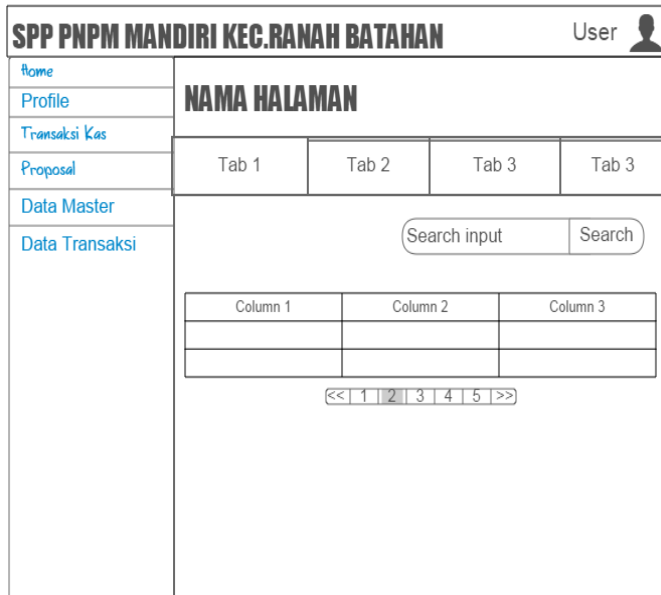 SPP PNPM MANDIRI KEC.RANAH BATAHAN
User
Home
Profile
Transaksi Kas
Proposal
Data Master
Data Transaksi
NAMA HALAMAN
Tab 1 Tab 2 Tab 3 Tab 3
Search input Search
Column 1 Column 2 Column 3
<< 1 2 3 4 5 >>